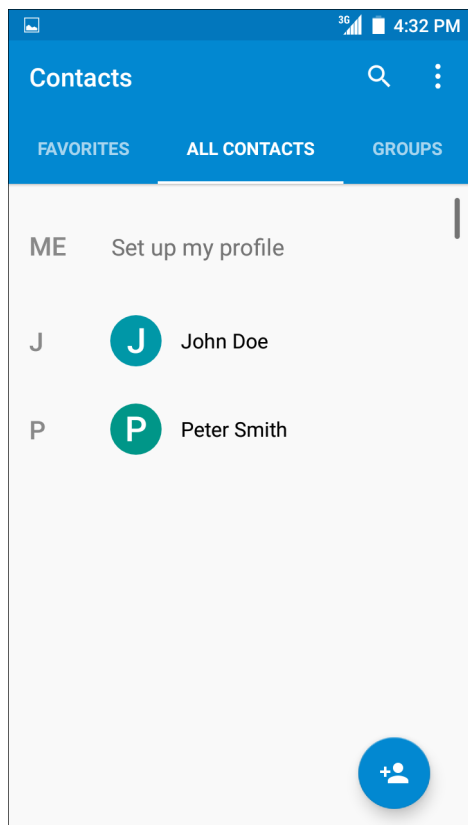 3G 4:32 PM
Contacts
FAVORITES ALL CONTACTS GROUPS
ME Set up my profile
J J John Doe
P P Peter Smith